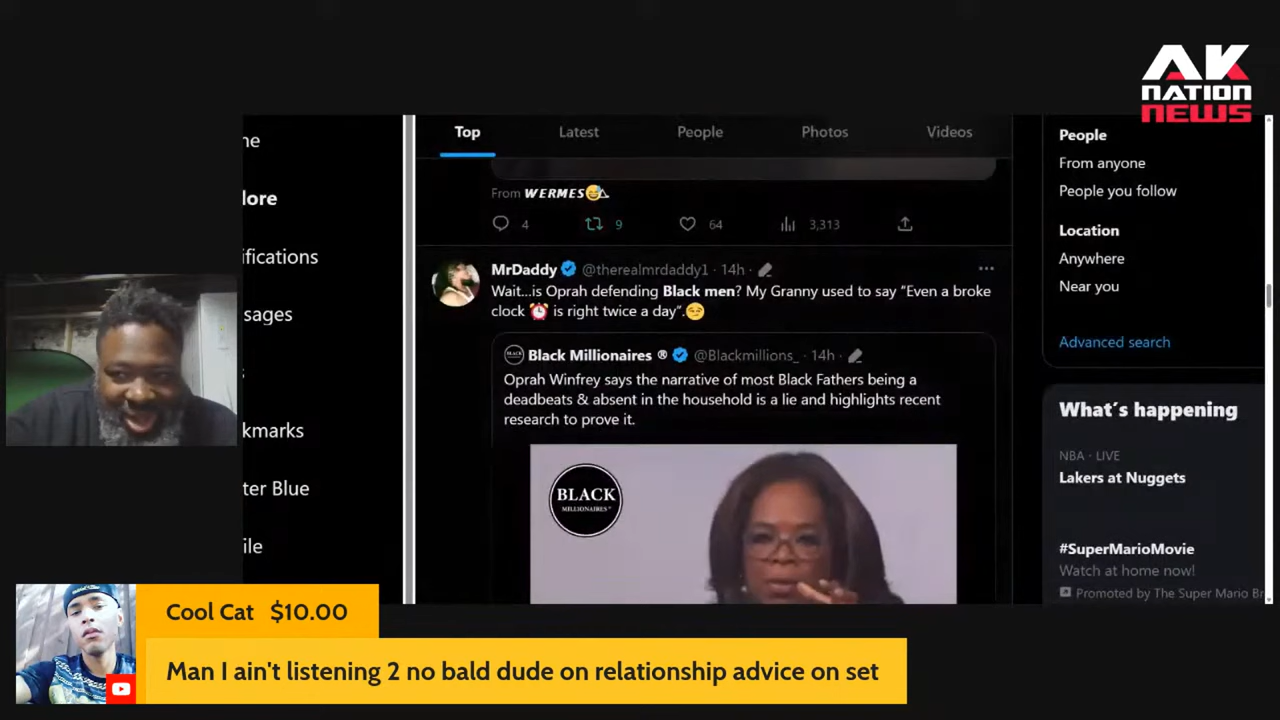 AK
NATION
NEWS
Top
Latest
People
Photos
Videos
From WERMES😅
4
9
64
3,313
MrDaddy @therealmrdaddy1 · 14h ·
Wait...is Oprah defending Black men? My Granny used to say “Even a broke
clock ⏰ is right twice a day”.😏
Black Millionaires ® @Blackmillions_ · 14h ·
Oprah Winfrey says the narrative of most Black Fathers being a
deadbeats & absent in the household is a lie and highlights recent
research to prove it.
BLACK
MILLIONAIRES®
ne
lore
ifications
sages
kmarks
ter Blue
ile
People
From anyone
People you follow
Location
Anywhere
Near you
Advanced search
What's happening
NBA · LIVE
Lakers at Nuggets
#SuperMarioMovie
Watch at home now!
Promoted by The Super Mario Br
Cool Cat $10.00
Man I ain't listening 2 no bald dude on relationship advice on set